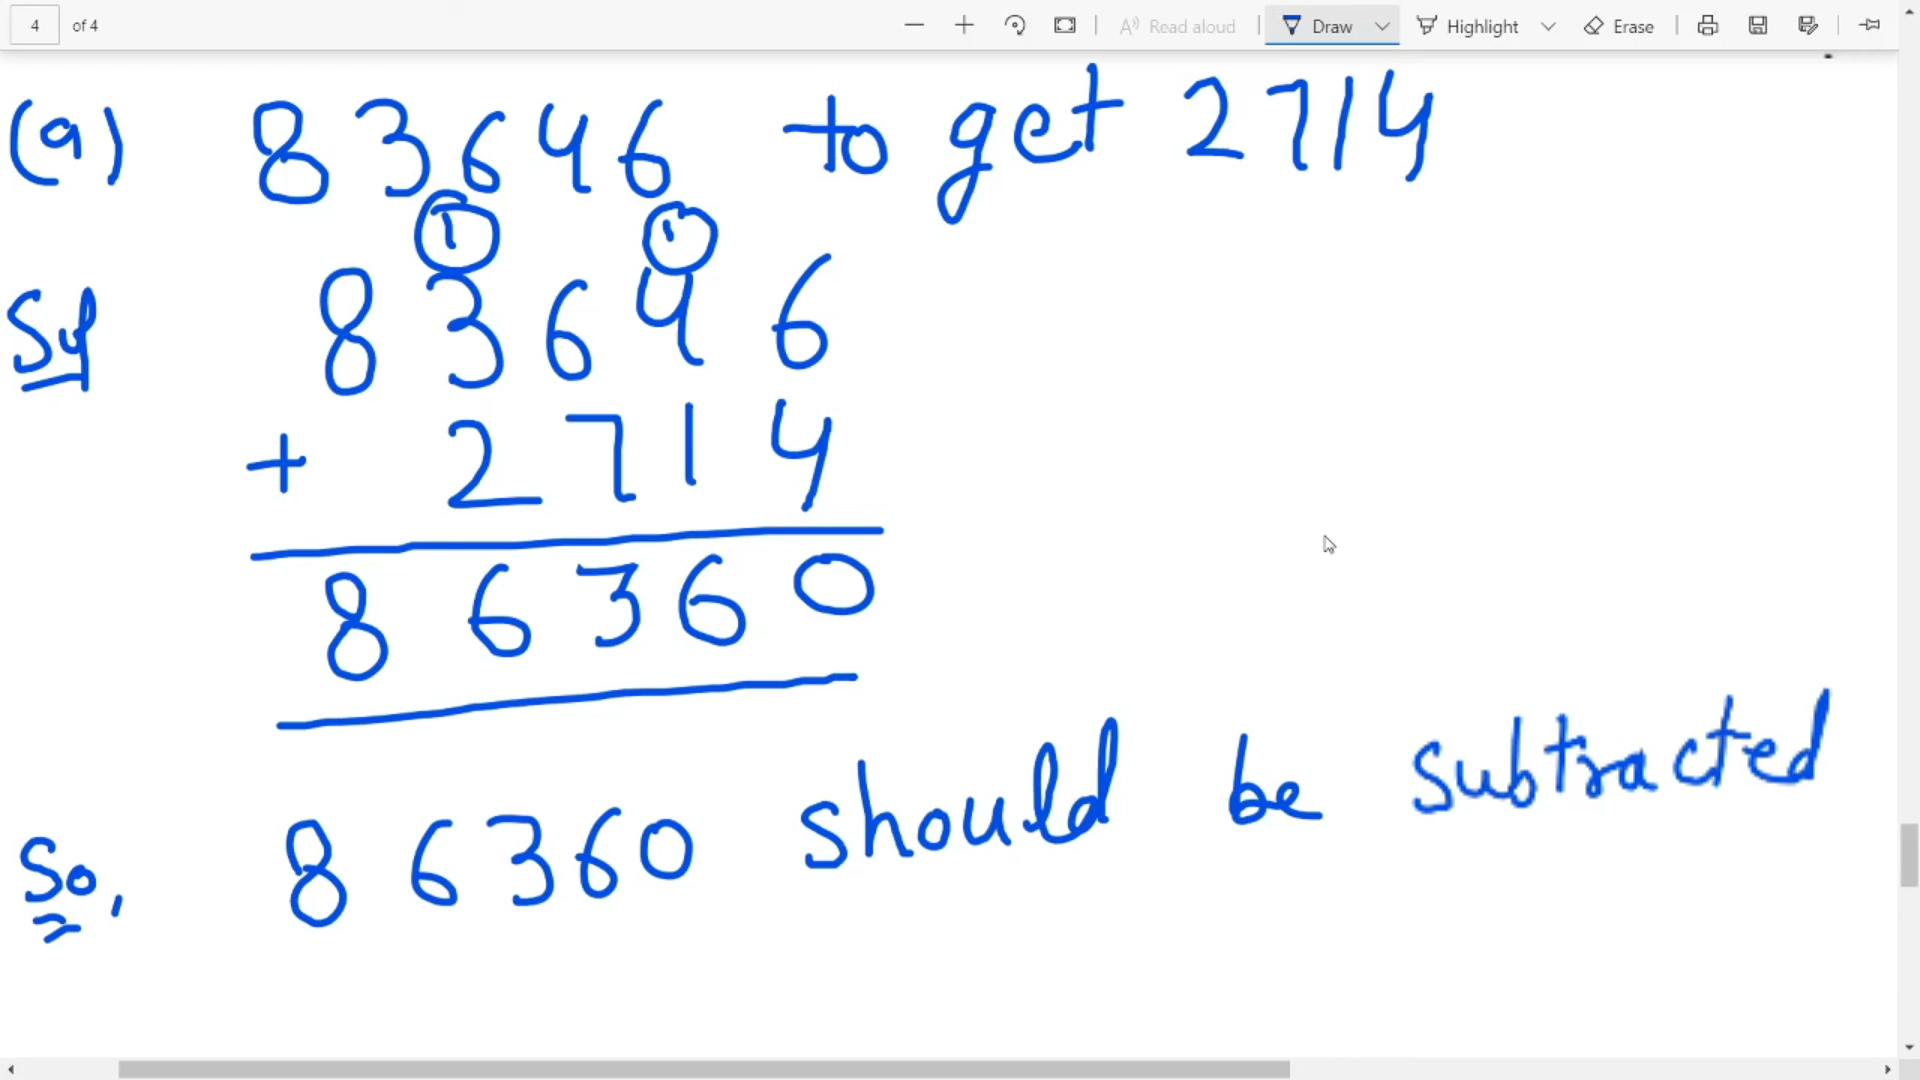 4 of 4 Read aloud Draw Highlight Erase
(a) 83646 to get 2714
1 1
Sol 83646
+ 2714
86360
So, 86360 should be subtracted